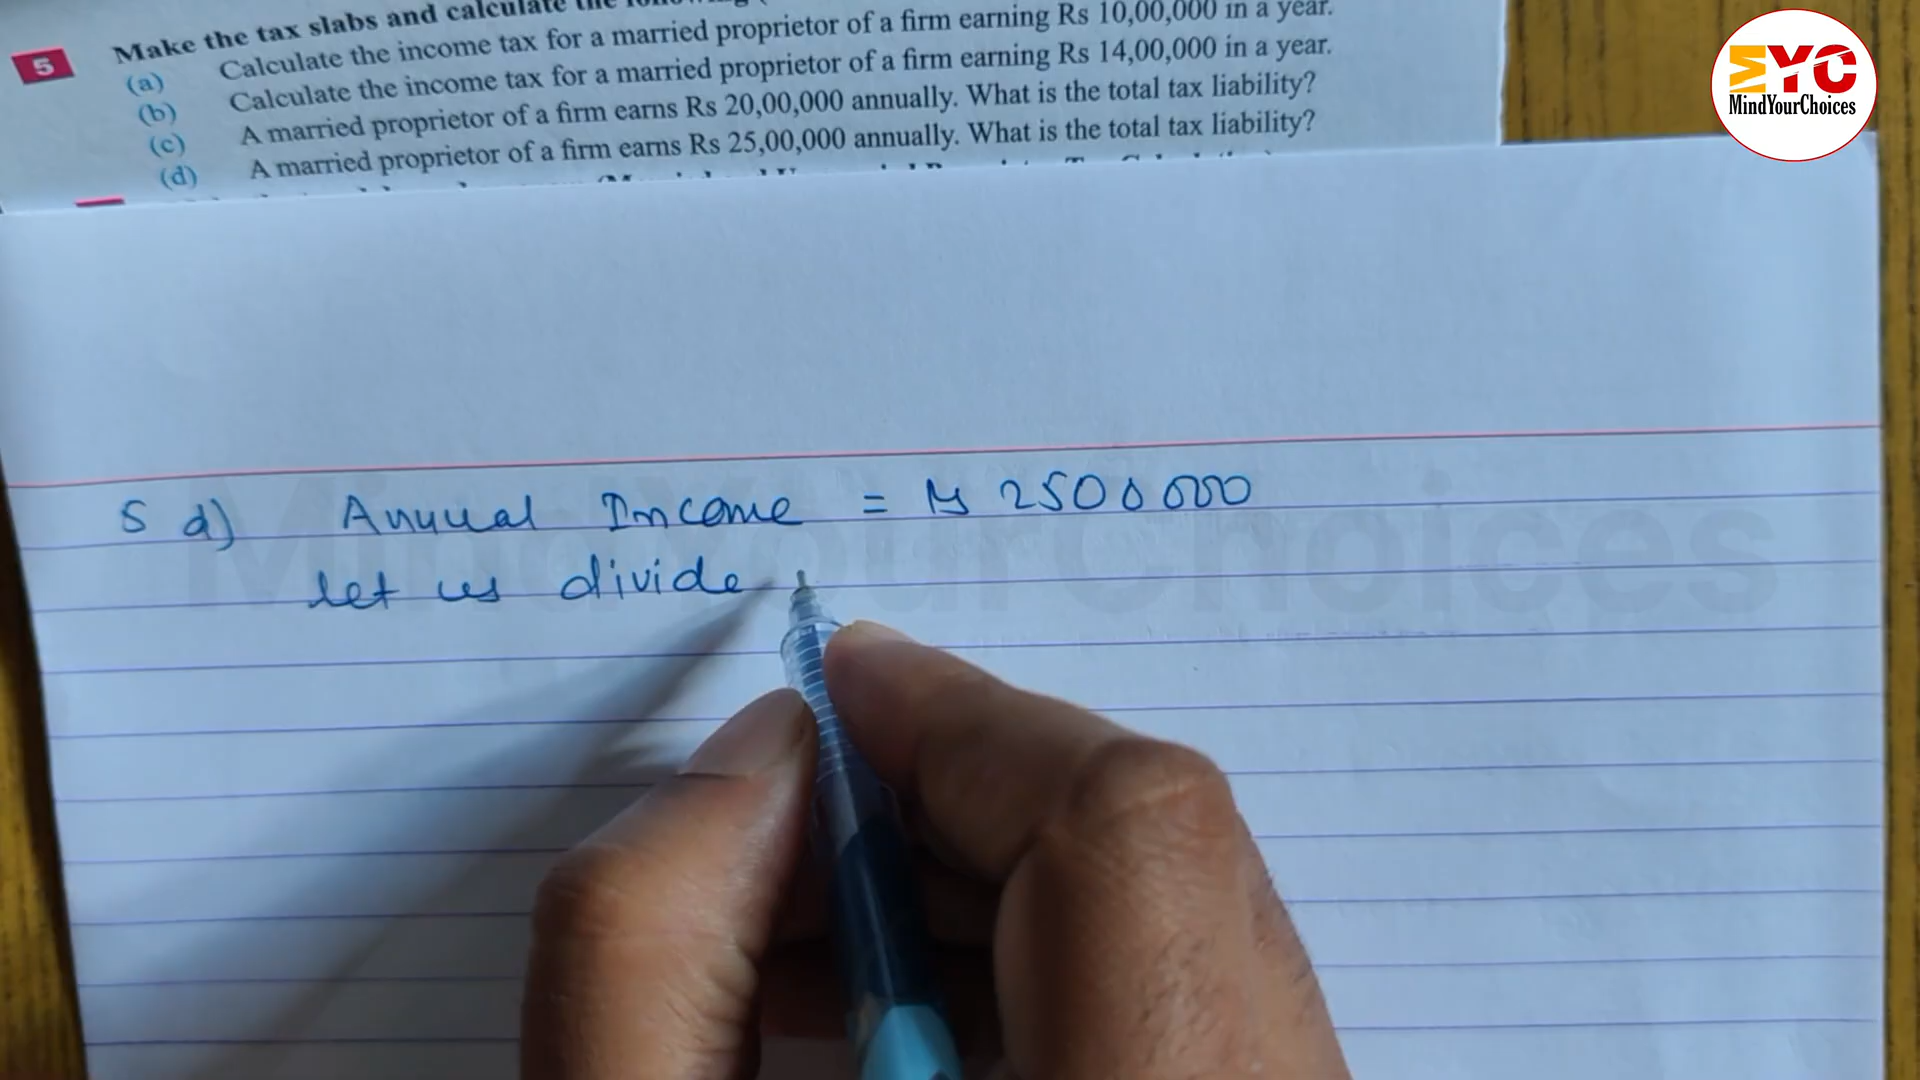 5 Make the tax slabs and calculate the
(a) Calculate the income tax for a married proprietor of a firm earning Rs 10,00,000 in a year.
(b) Calculate the income tax for a married proprietor of a firm earning Rs 14,00,000 in a year.
(c) A married proprietor of a firm earns Rs 20,00,000 annually. What is the total tax liability?
(d) A married proprietor of a firm earns Rs 25,00,000 annually. What is the total tax liability?
MYC
MindYourChoices
5 d) Annual Income = Rs 2500000
let us divide
Mind Your Choices